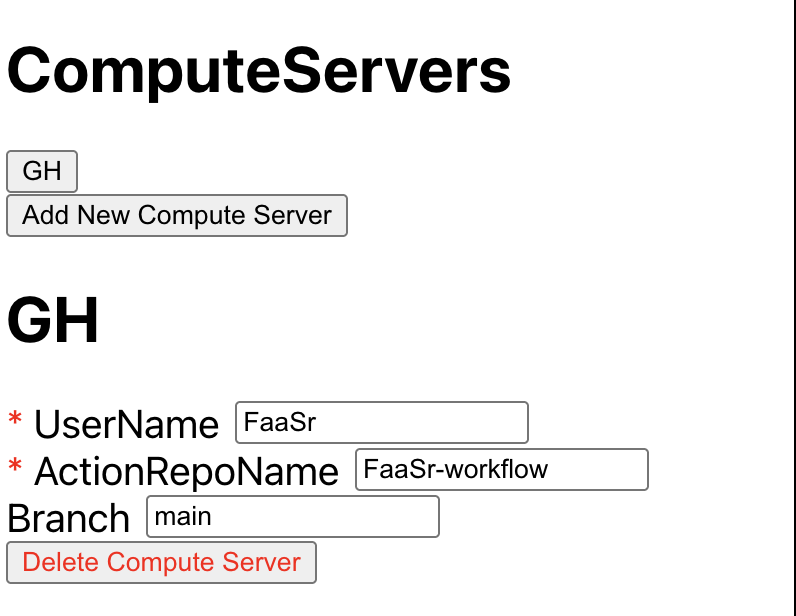 ComputeServers
GH
Add New Compute Server
GH
* UserName FaaSr
* ActionRepoName FaaSr-workflow
Branch main
Delete Compute Server